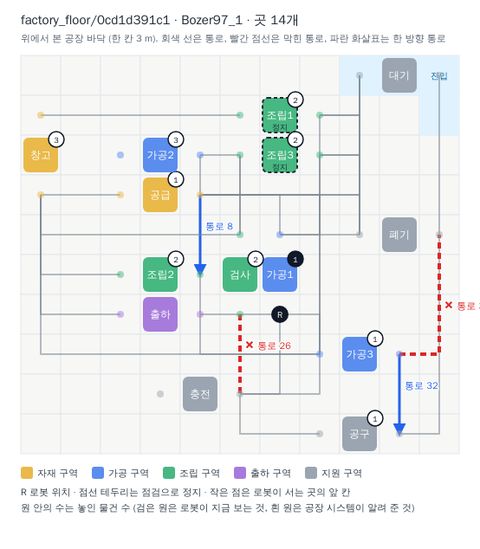 factory_floor/0cd1d391c1 · Bozer97_1 · 곳 14개
위에서 본 공장 바닥 (한 칸 3 m). 회색 선은 통로, 빨간 점선은 막힌 통로, 파란 화살표는 한 방향 통로
대기
2
조립1
정지
3
창고
3
가공2
2
조립3
정지
1
공급
통로 8
폐기
2
조립2
2
검사
1
가공1
출하
R
✕ 통로 26
1
가공3
통로 32
충전
1
공구
자재 구역
가공 구역
조립 구역
출하 구역
지원 구역
R 로봇 위치 · 점선 테두리는 점검으로 정지 · 작은 점은 로봇이 서는 곳의 앞 칸
원 안의 수는 놓인 물건 수 (검은 원은 로봇이 지금 보는 것, 흰 원은 공장 시스템이 알려 준 것)